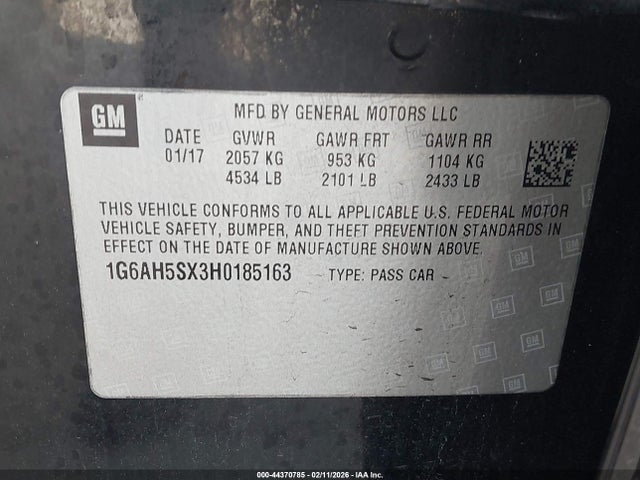 GM
MFD BY GENERAL MOTORS LLC
DATE GVWR GAWR FRT GAWR RR
01/17 2057 KG 953 KG 1104 KG
4534 LB 2101 LB 2433 LB
THIS VEHICLE CONFORMS TO ALL APPLICABLE U.S. FEDERAL MOTOR
VEHICLE SAFETY, BUMPER, AND THEFT PREVENTION STANDARDS IN
EFFECT ON THE DATE OF MANUFACTURE SHOWN ABOVE.
1G6AH5SX3H0185163 TYPE: PASS CAR
000-44370785 - 02/11/2026 - IAA Inc.